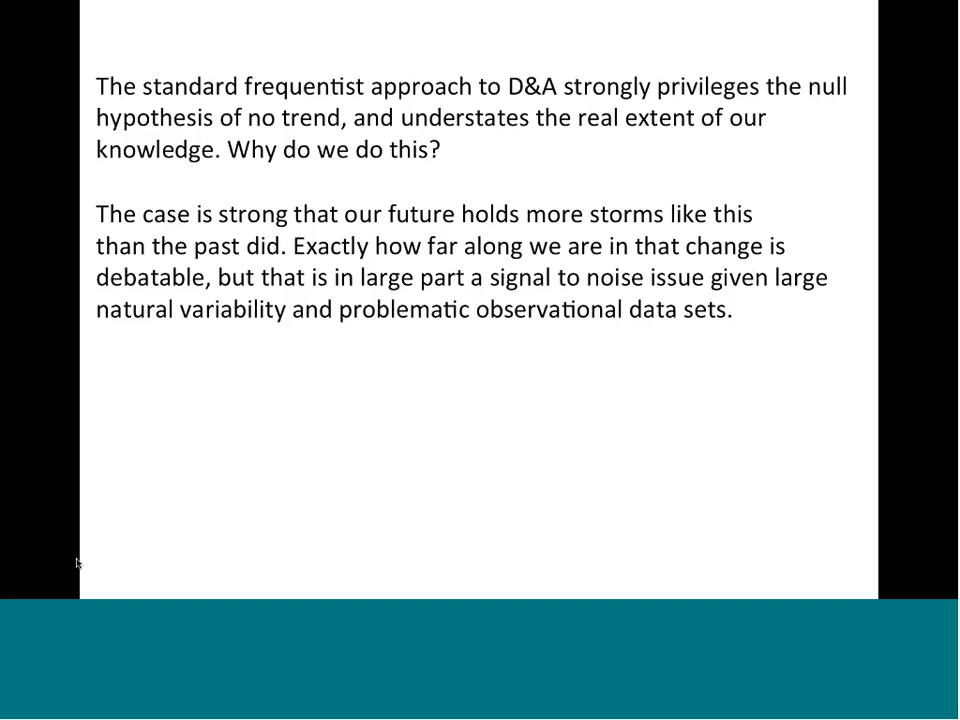 The standard frequentist approach to D&A strongly privileges the null
hypothesis of no trend, and understates the real extent of our
knowledge. Why do we do this?
The case is strong that our future holds more storms like this
than the past did. Exactly how far along we are in that change is
debatable, but that is in large part a signal to noise issue given large
natural variability and problematic observational data sets.